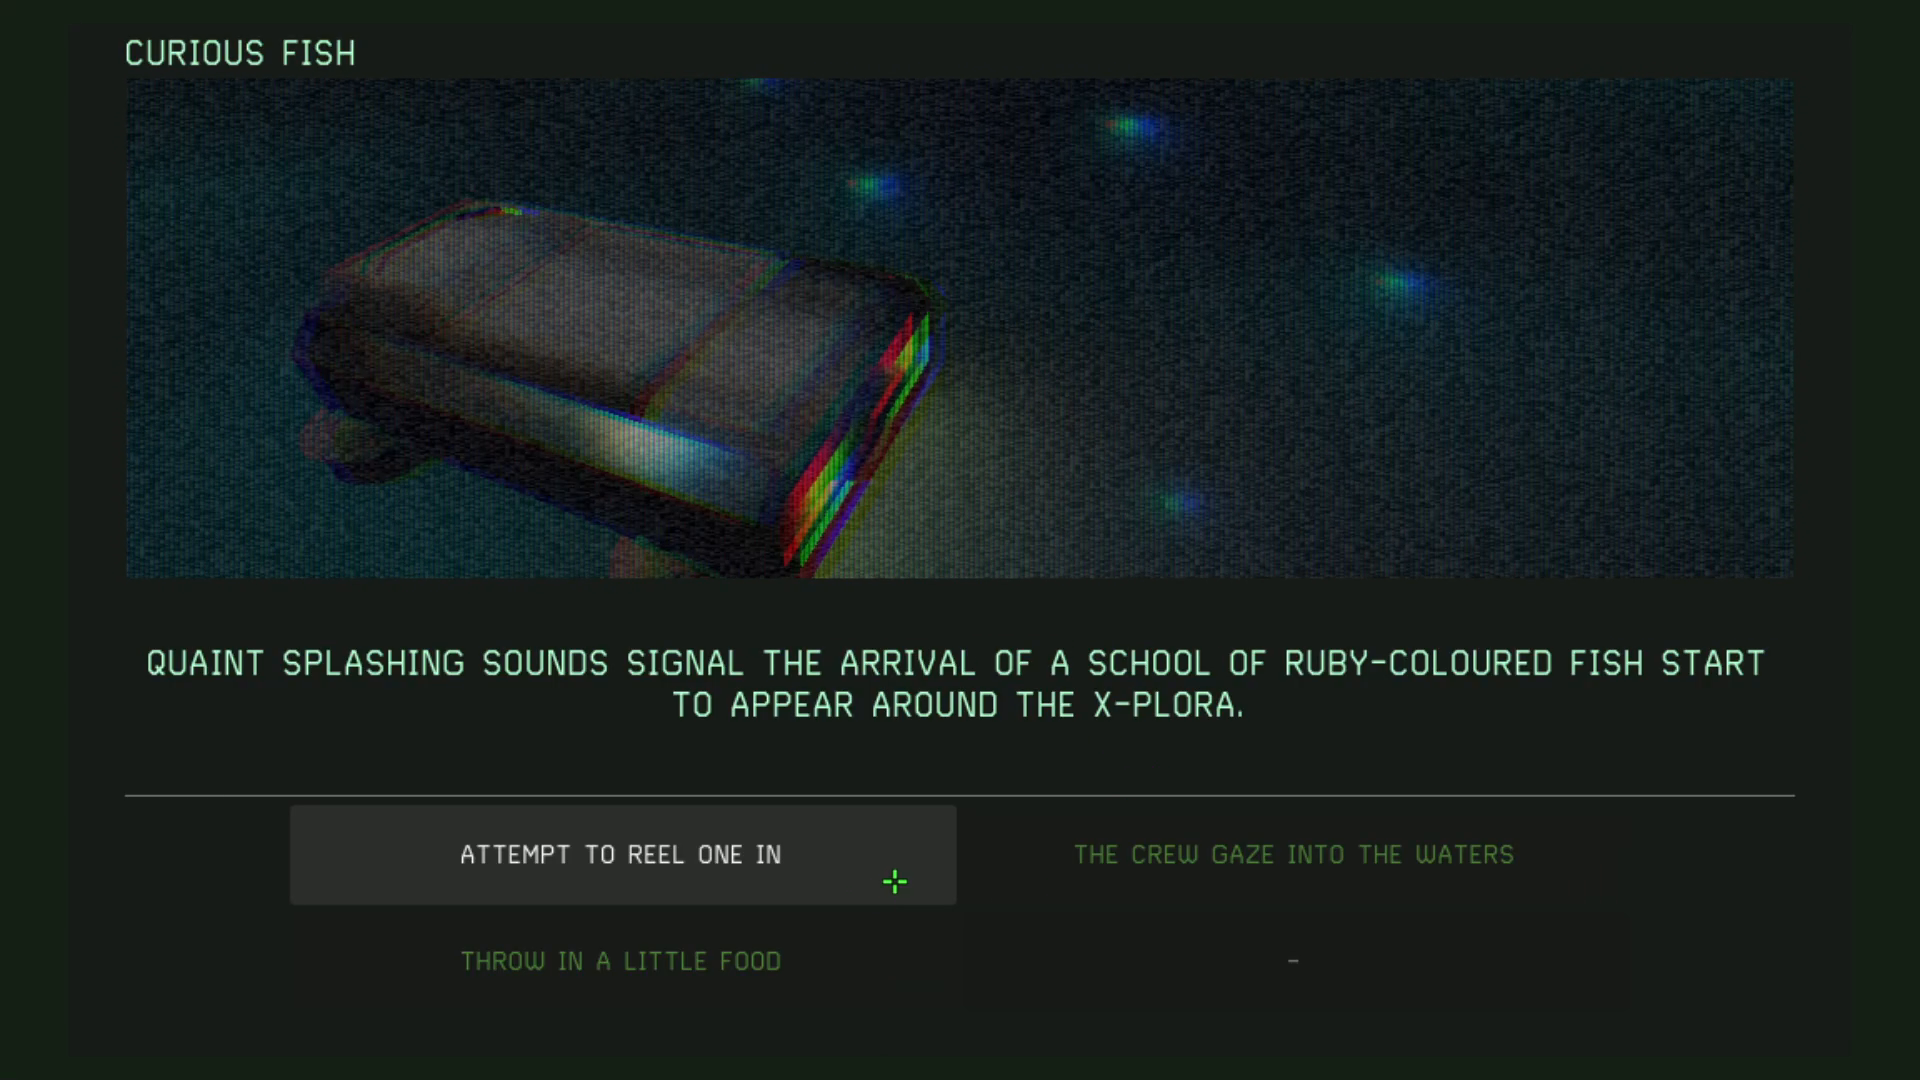 CURIOUS FISH
QUAINT SPLASHING SOUNDS SIGNAL THE ARRIVAL OF A SCHOOL OF RUBY-COLOURED FISH START
TO APPEAR AROUND THE X-PLORA.
ATTEMPT TO REEL ONE IN
THE CREW GAZE INTO THE WATERS
THROW IN A LITTLE FOOD
-